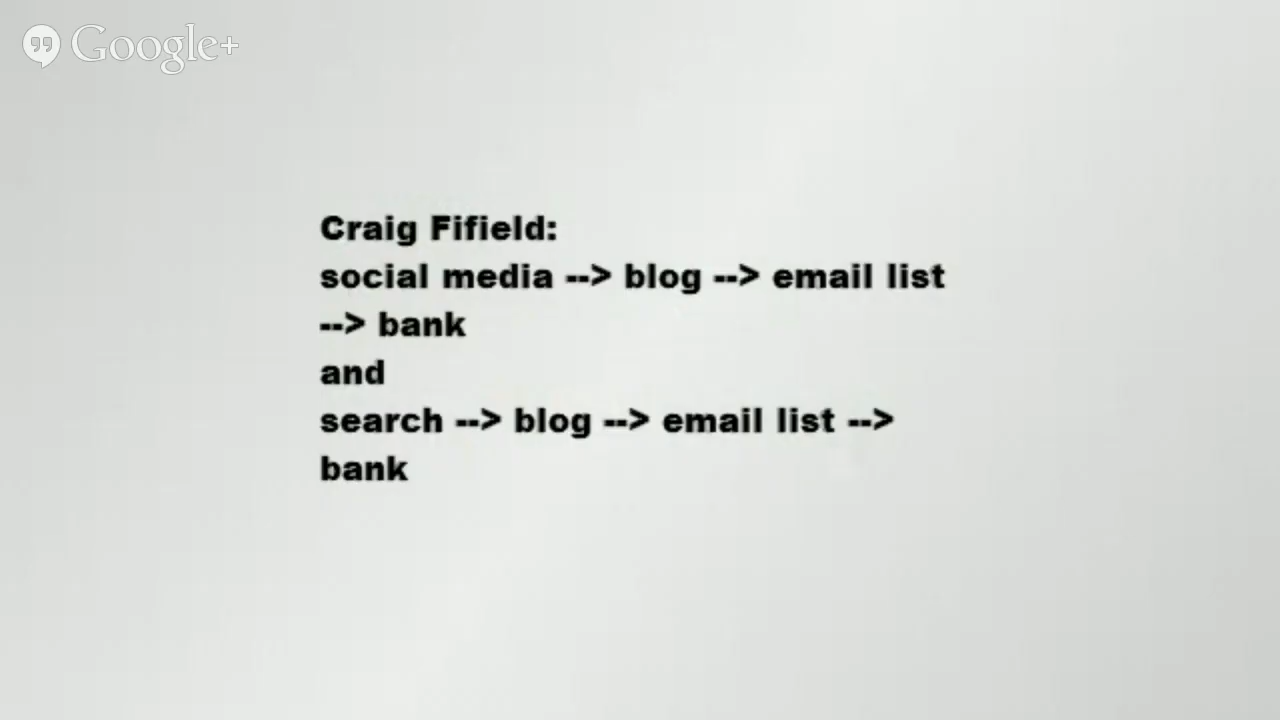 Google+
Craig Fifield:
social media --> blog --> email list
--> bank
and
search --> blog --> email list -->
bank